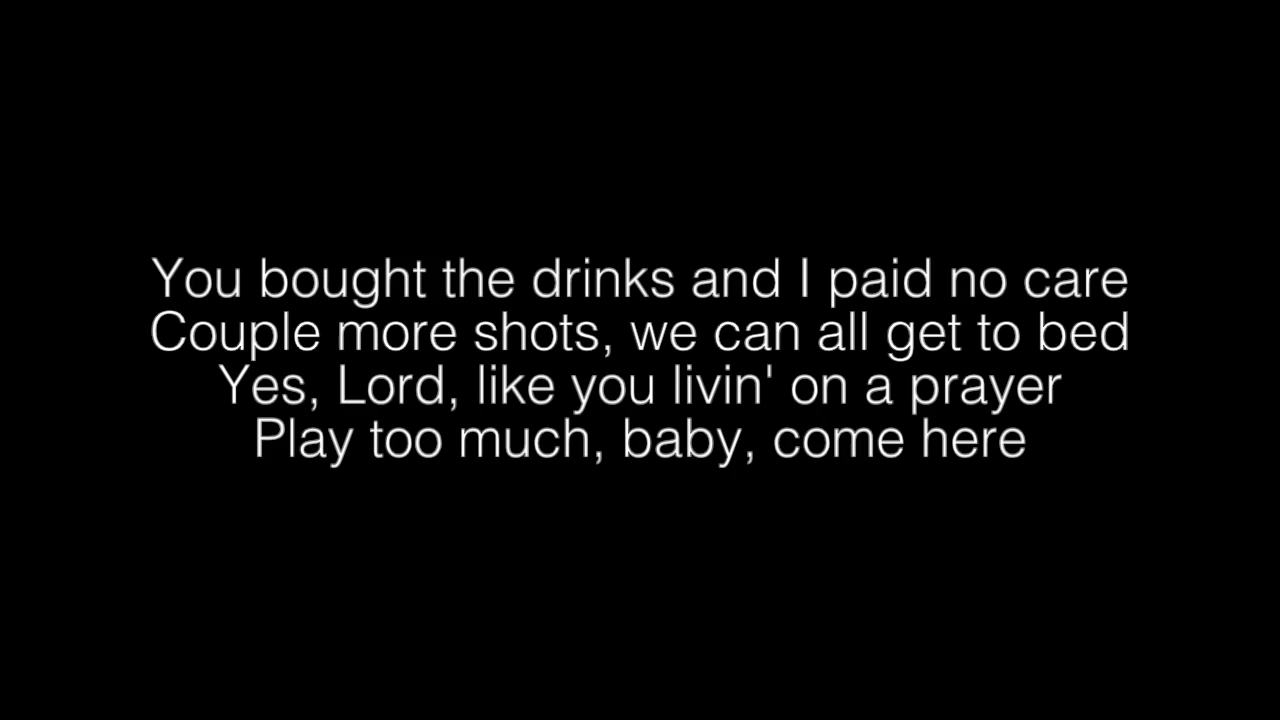 You bought the drinks and I paid no care
Couple more shots, we can all get to bed
Yes, Lord, like you livin' on a prayer
Play too much, baby, come here